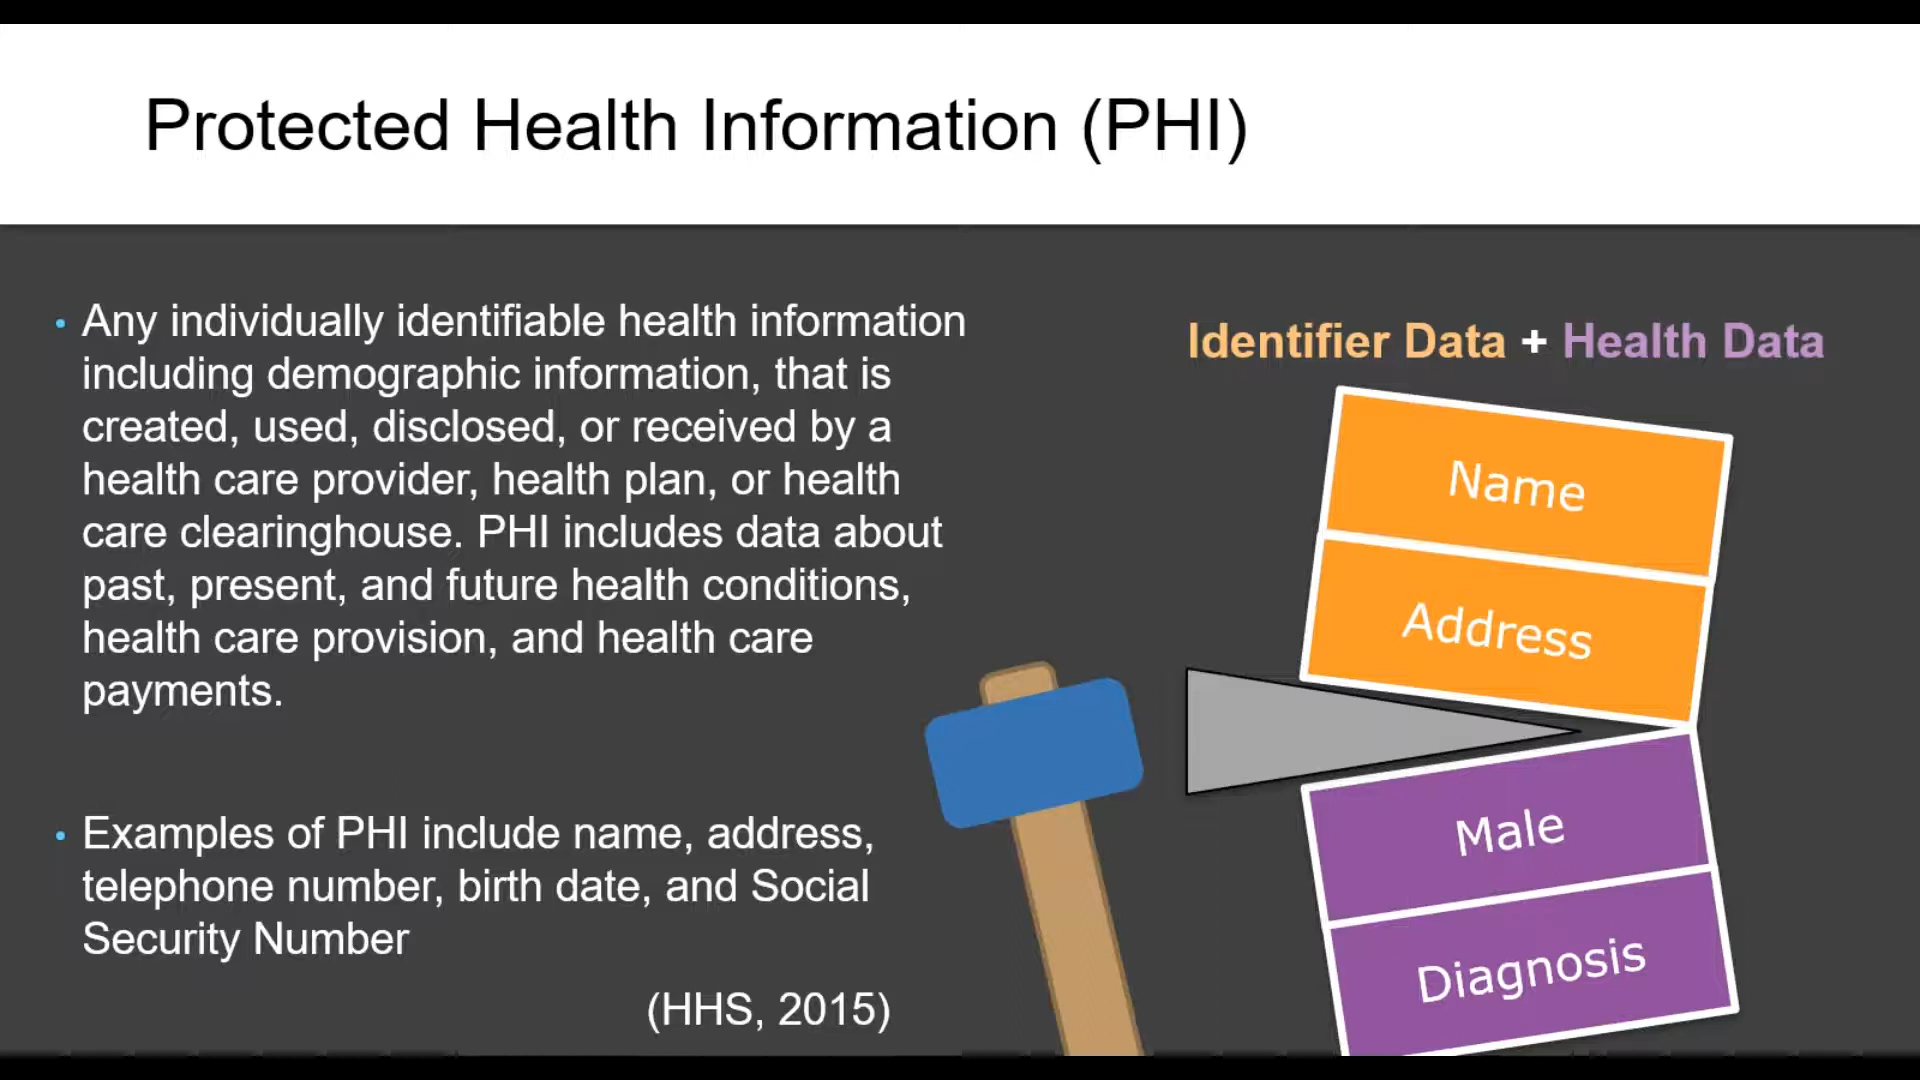 Protected Health Information (PHI)
• Any individually identifiable health information
including demographic information, that is
created, used, disclosed, or received by a
health care provider, health plan, or health
care clearinghouse. PHI includes data about
past, present, and future health conditions,
health care provision, and health care
payments.
• Examples of PHI include name, address,
telephone number, birth date, and Social
Security Number
(HHS, 2015)
Identifier Data + Health Data
Name
Address
Male
Diagnosis